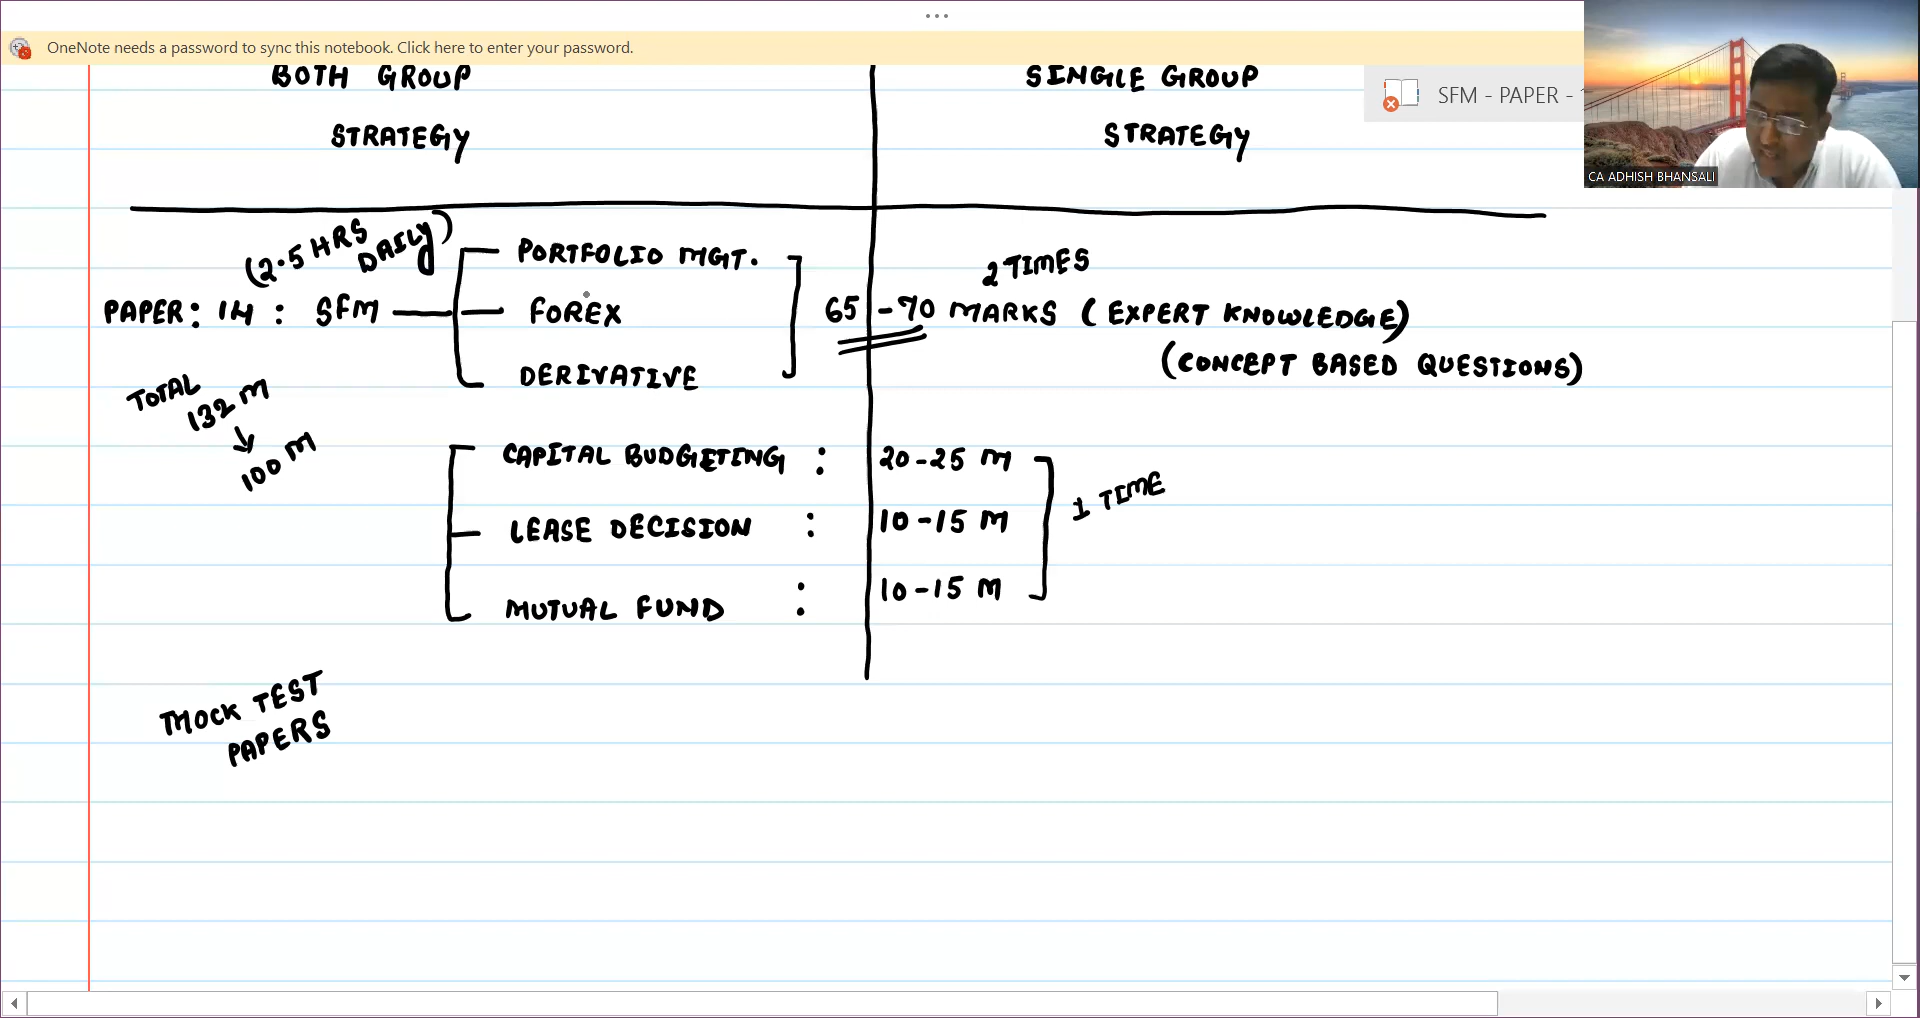 OneNote needs a password to sync this notebook. Click here to enter your password.
SFM - PAPER -
CA ADHISH BHANSALI
BOTH GROUP
STRATEGY
SINGLE GROUP
STRATEGY
(2.5 HRS
DAILY)
PAPER: 14 : SFM
PORTFOLIO MGT.
FOREX
DERIVATIVE
2 TIMES
65 - 70 MARKS (EXPERT KNOWLEDGE)
(CONCEPT BASED QUESTIONS)
TOTAL
132 M
↓
100 M
CAPITAL BUDGETING : 20-25 M
LEASE DECISION : 10-15 M
MUTUAL FUND : 10-15 M
1 TIME
MOCK TEST
PAPERS